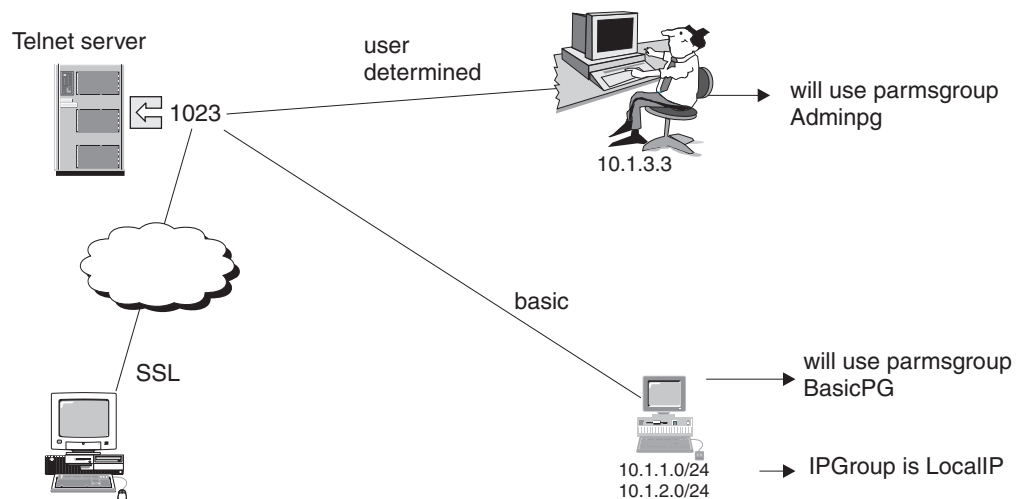 Telnet server
1023
user
determined
will use parmsgroup
Adminpg
10.1.3.3
basic
SSL
will use parmsgroup
BasicPG
10.1.1.0/24
10.1.2.0/24
IPGroup is LocalIP